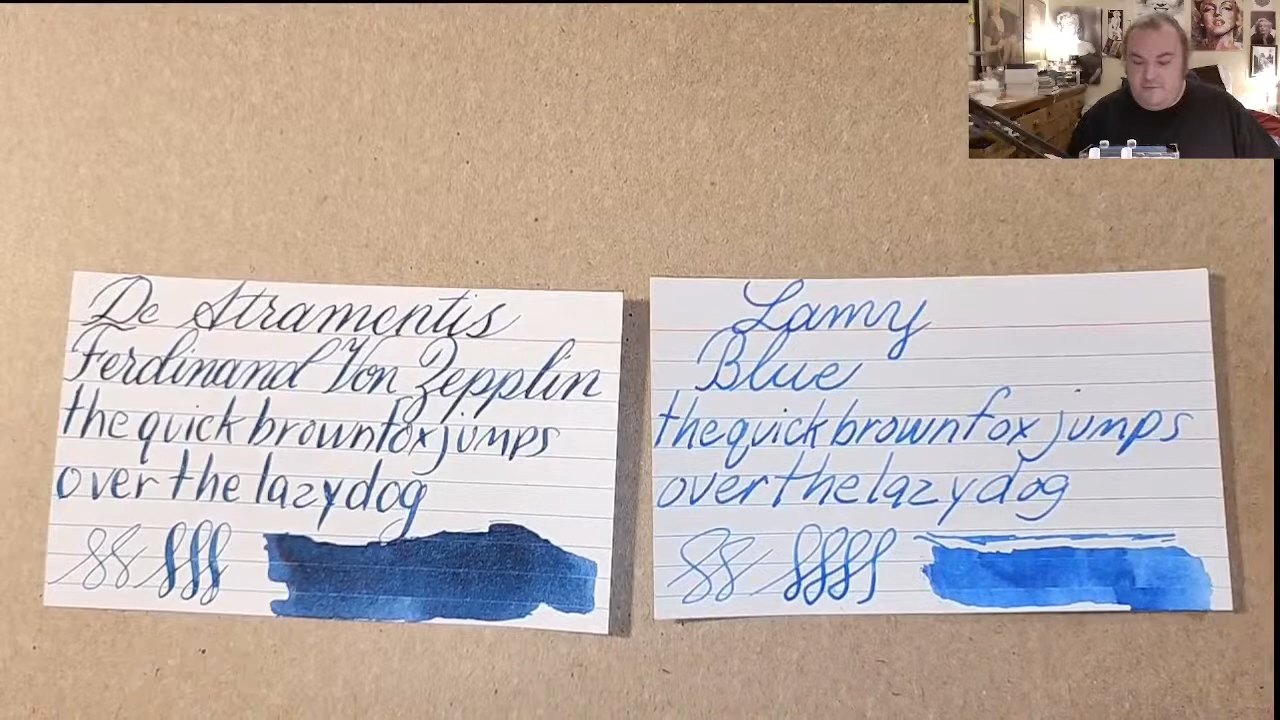 De Atramentis
Ferdinand Von Zepplin
the quick brown fox jumps
over the lazy dog
Lamy
Blue
the quick brown fox jumps
over the lazy dog